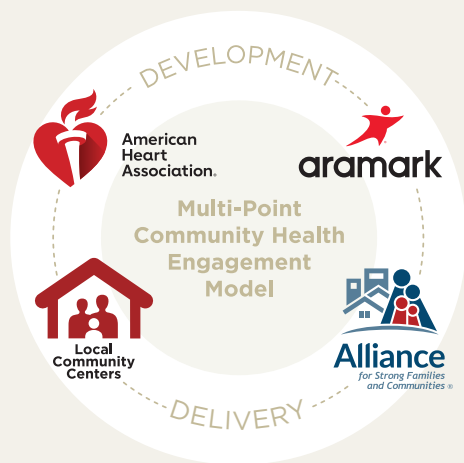 DEVELOPMENT
American
Heart
Association®
aramark
Multi-Point
Community Health
Engagement
Model
Local
Community
Centers
Alliance
for Strong Families
and Communities ®
DELIVERY